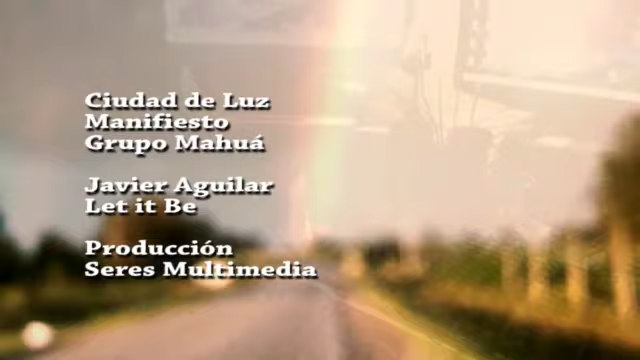 Ciudad de Luz
Manifiesto
Grupo Mahuá
Javier Aguilar
Let it Be
Producción
Seres Multimedia